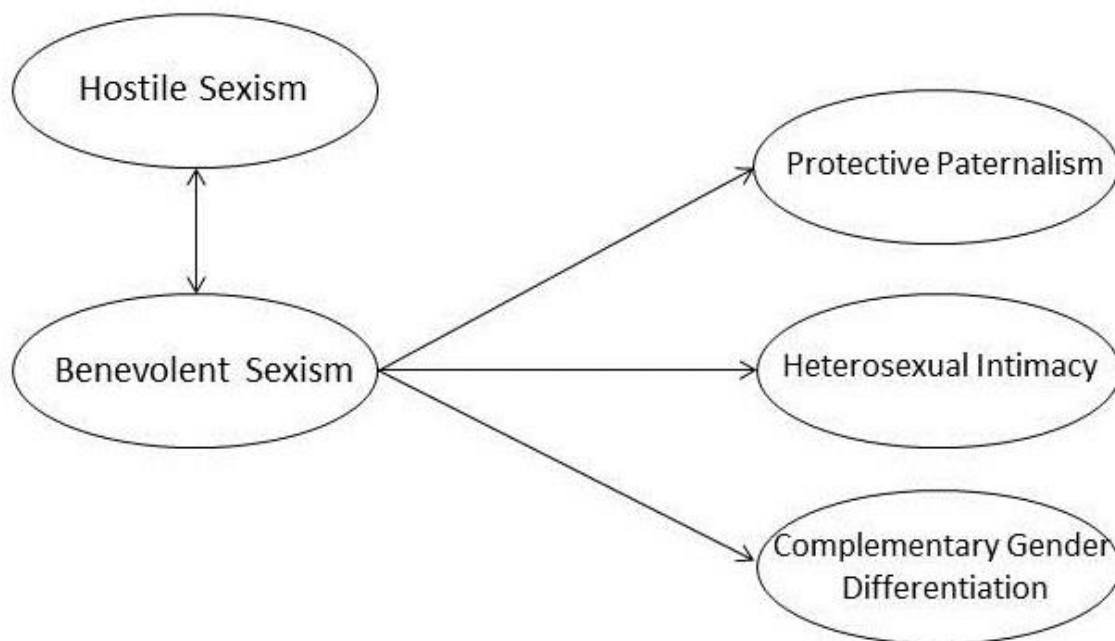 Hostile Sexism
Benevolent Sexism
Protective Paternalism
Heterosexual Intimacy
Complementary Gender
Differentiation